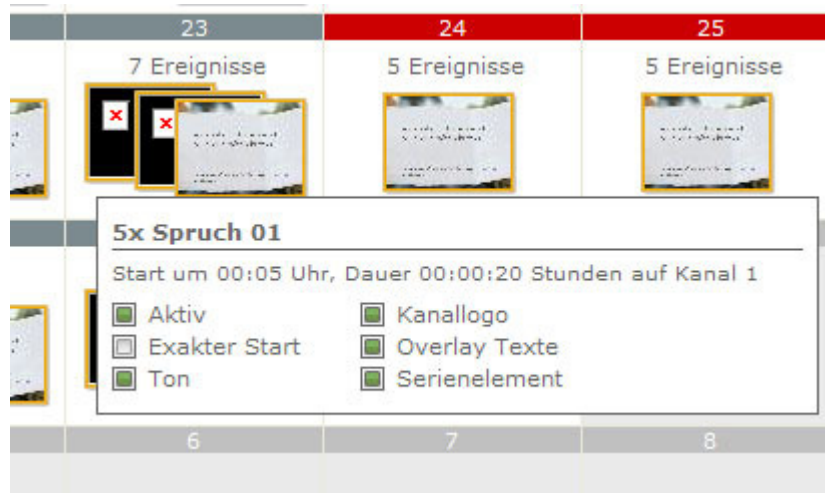 23 24 25
7 Ereignisse 5 Ereignisse 5 Ereignisse
5x Spruch 01
Start um 00:05 Uhr, Dauer 00:00:20 Stunden auf Kanal 1
Aktiv Kanallogo
Exakter Start Overlay Texte
Ton Serienelement
6 7 8